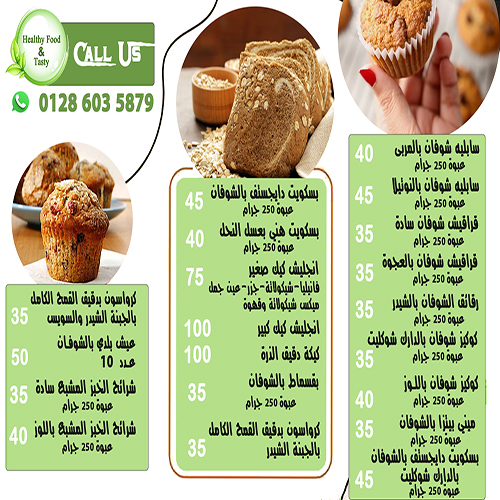 Healthy Food
&
Tasty
CALL US
0128 603 5879
سابليه شوفان بالمربى 40
عبوة 250 جرام
سابليه شوفان بالنوتيلا 45
عبوة 250 جرام
قراقيش شوفان سادة 35
عبوة 250 جرام
قراقيش شوفان بالعجوة 35
عبوة 250 جرام
رقائق الشوفان بالشيدر 35
عبوة 250 جرام
كوكيز شوفان بالدارك شوكليت 35
عبوة 250 جرام
كوكيز شوفان باللوز 40
عبوة 250 جرام
ميني بيتزا بالشوفان 35
عبوة 250 جرام
بسكويت دايجستف بالشوفان
بالدارك شوكليت 45
عبوة 250 جرام
بسكويت دايجستف بالشوفان 45
عبوة 250 جرام
بسكويت هني بعسل النحل 40
عبوة 250 جرام
انجليش كيك صغير 75
فانيليا-شيكولاتة-جزر-عين جمل
ميكس شيكولاتة وقهوة
انجليش كيك كبير 100
كيكة دقيق الذرة 100
بقسماط بالشوفان 35
عبوة 250 جرام
كرواسون بدقيق القمح الكامل
بالجبنة الشيدر 35
كرواسون بدقيق القمح الكامل
بالجبنة الشيدر والسويس 35
عيش بلدي بالشوفان 50
عدد 10
شرائح الخبز المشبع سادة 35
عبوة 250 جرام
شرائح الخبز المشبع باللوز 40
عبوة 250 جرام